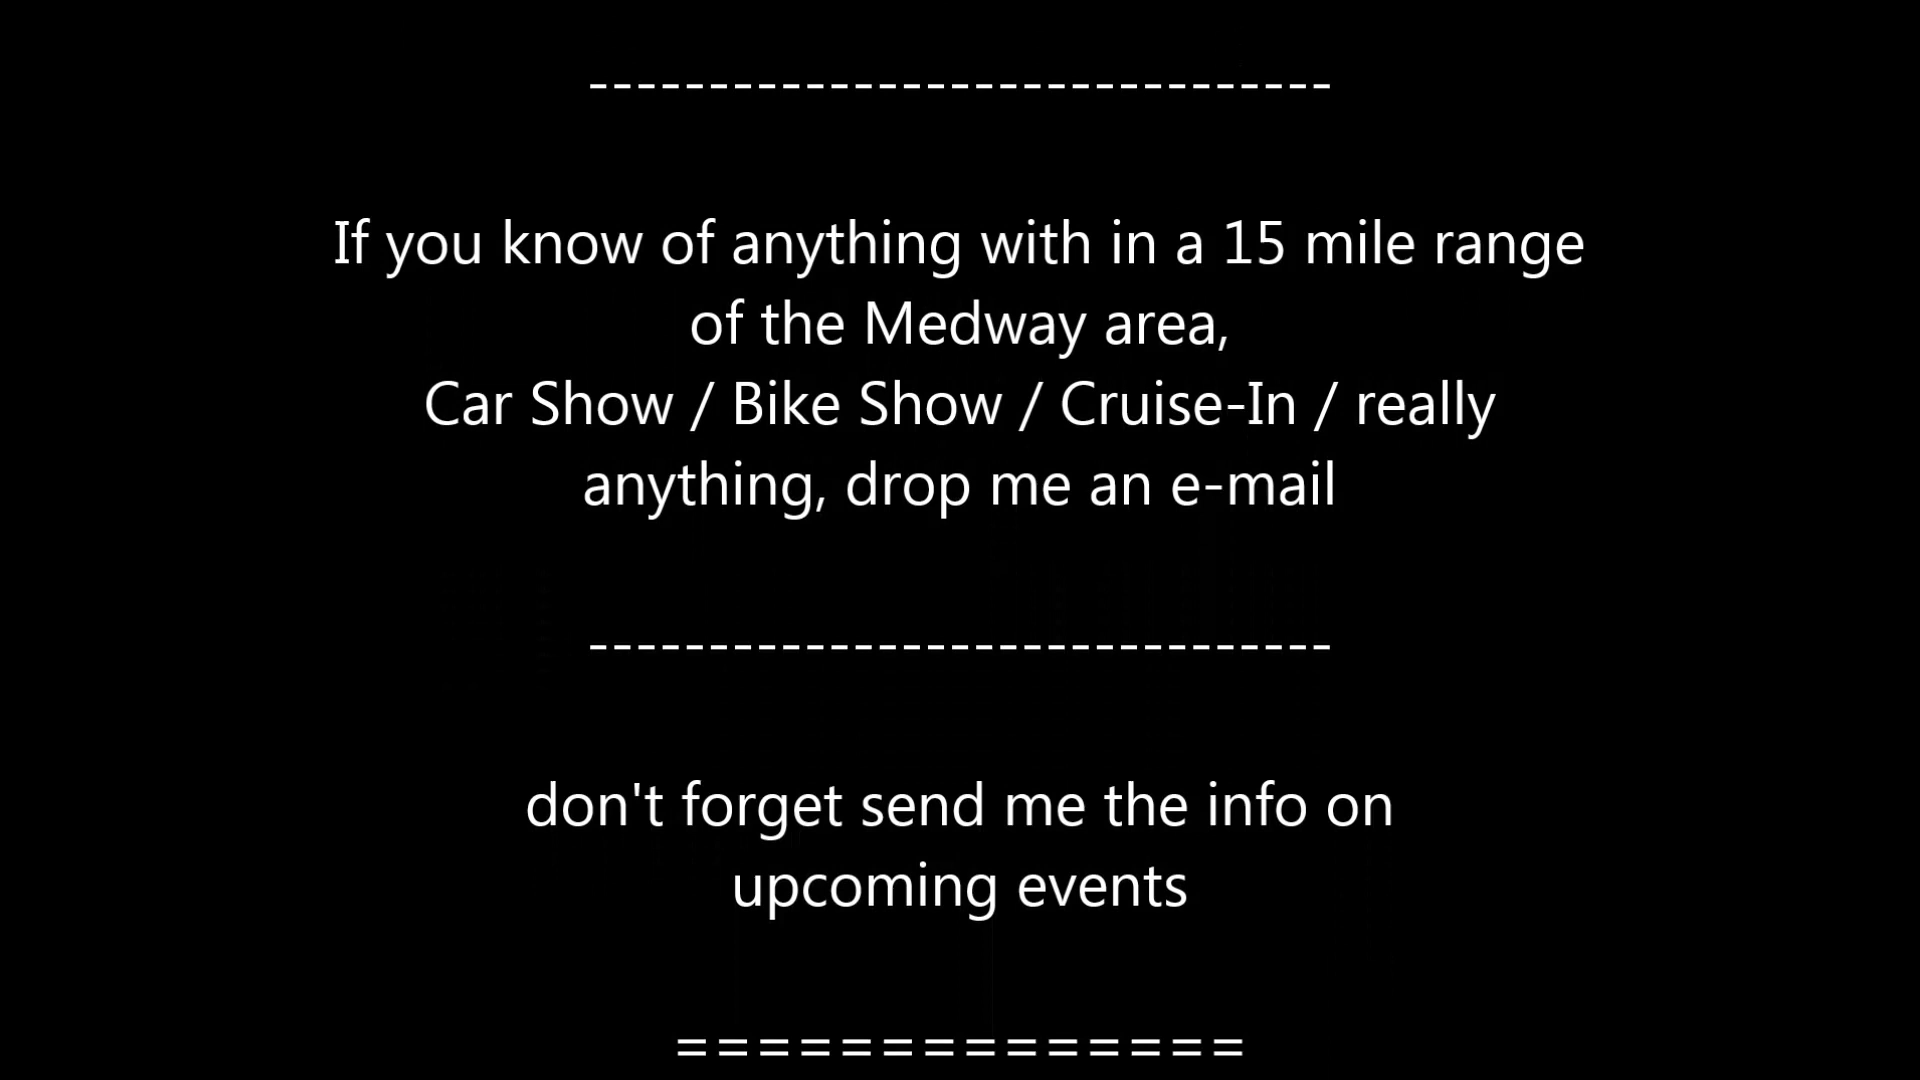 -------------------------------
If you know of anything with in a 15 mile range
of the Medway area,
Car Show / Bike Show / Cruise-In / really
anything, drop me an e-mail
-------------------------------
don't forget send me the info on
upcoming events
==============